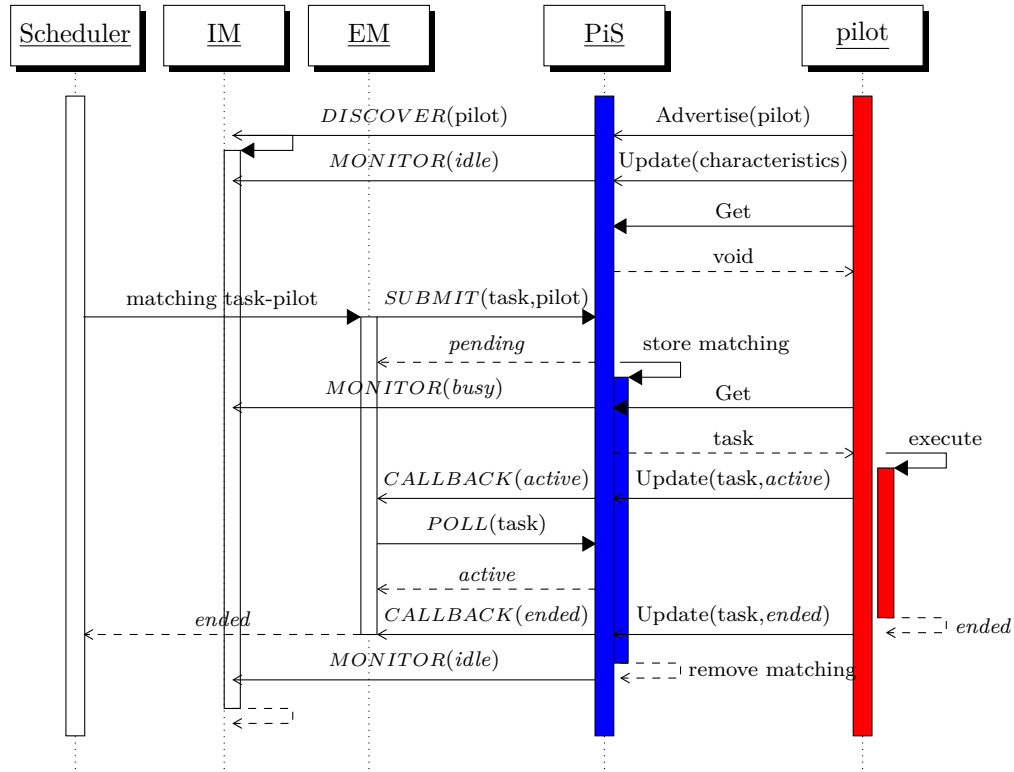 Scheduler IM EM PiS pilot
DISCOVER(pilot) Advertise(pilot)
MONITOR(idle) Update(characteristics)
Get
void
matching task-pilot SUBMIT(task,pilot)
pending store matching
MONITOR(busy) Get
task execute
CALLBACK(active) Update(task,active)
POLL(task)
active
ended CALLBACK(ended) Update(task,ended) ended
MONITOR(idle) remove matching